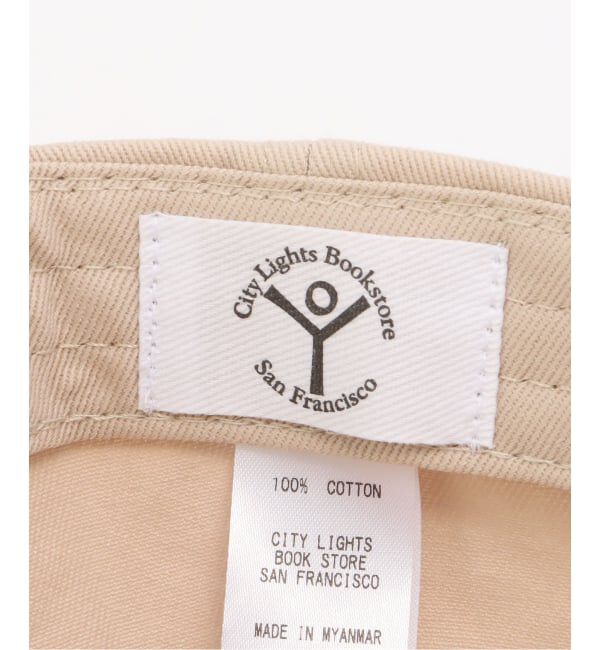 City Lights Bookstore
San Francisco
100% COTTON
CITY LIGHTS
BOOK STORE
SAN FRANCISCO
MADE IN MYANMAR